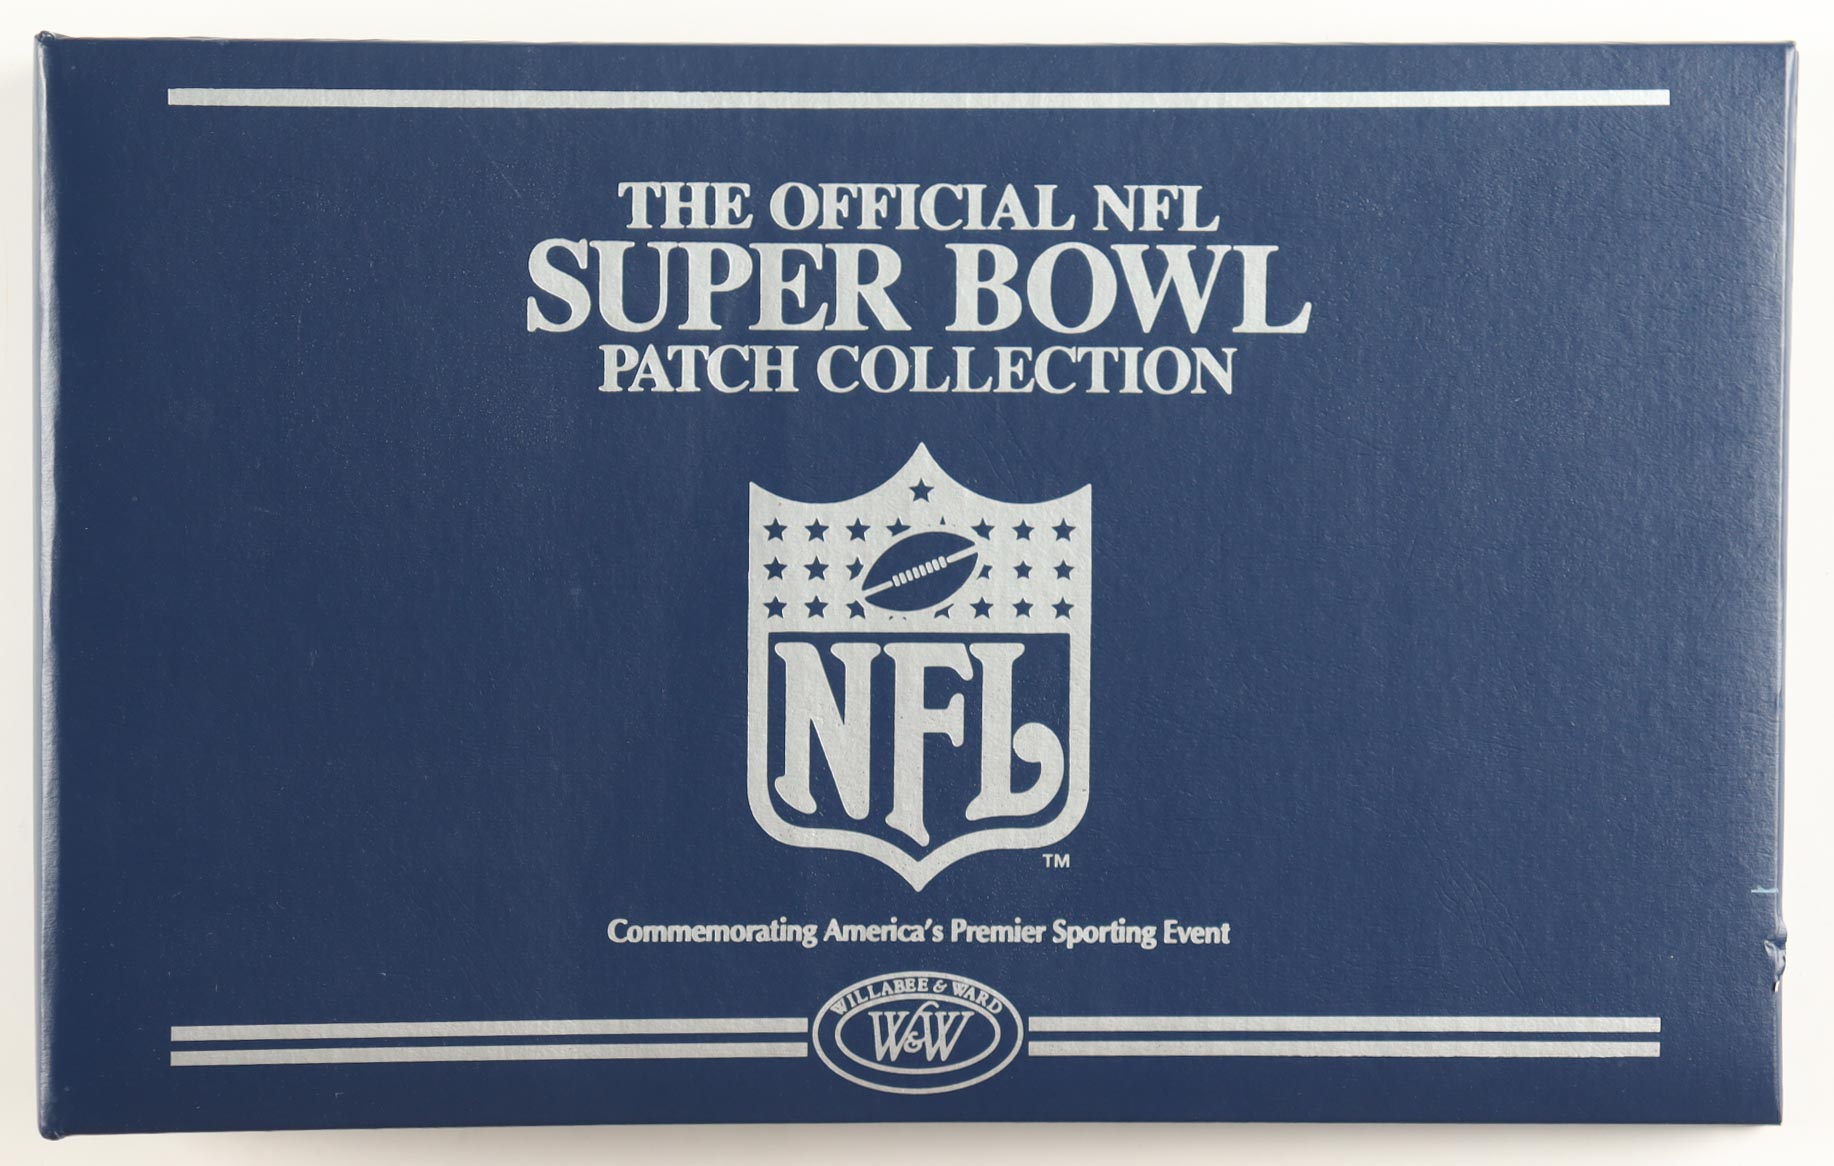 THE OFFICIAL NFL
SUPER BOWL
PATCH COLLECTION
NFL
TM
Commemorating America's Premier Sporting Event
WILLABEE & WARD
W&W